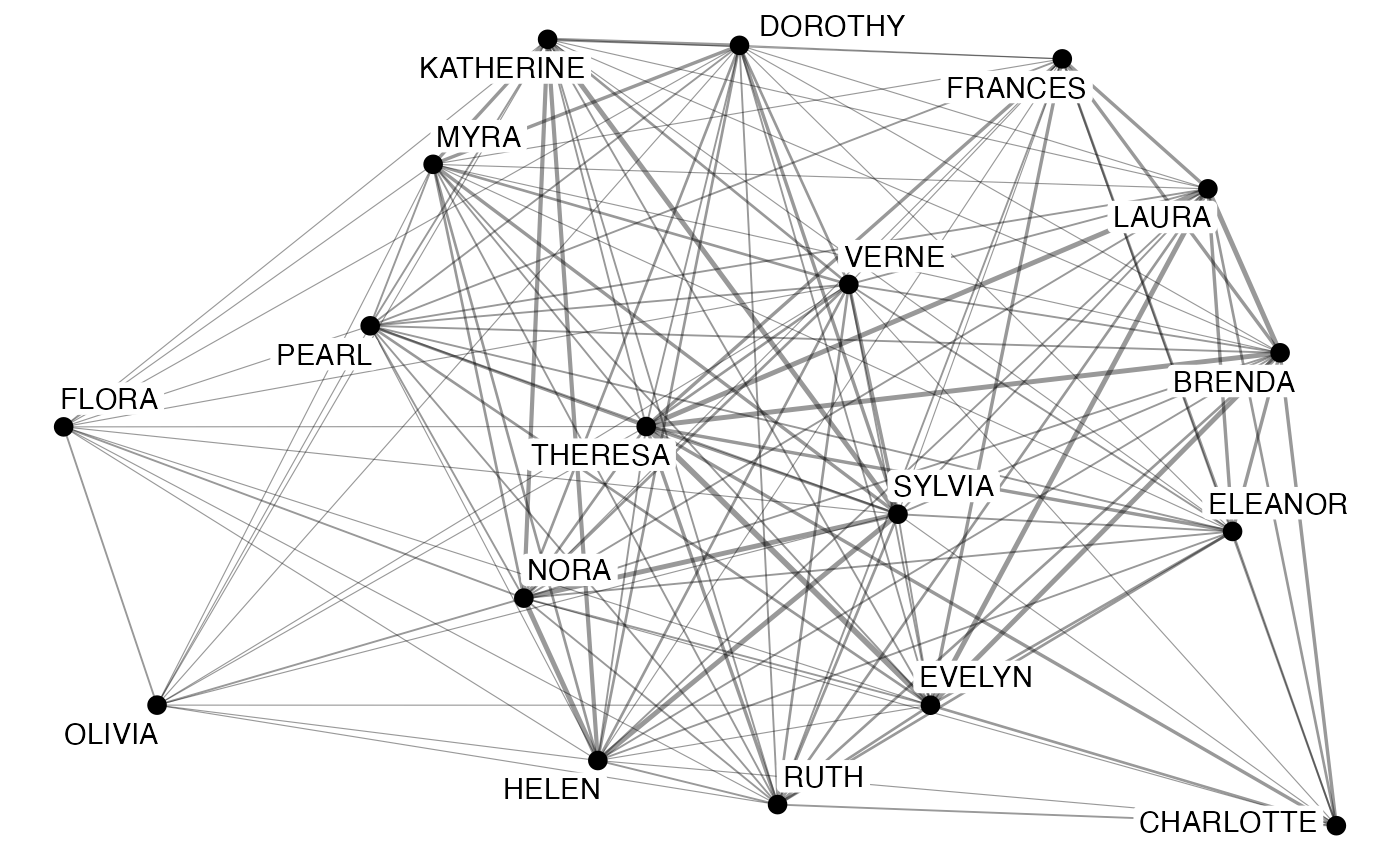 DOROTHY
KATHERINE
FRANCES
MYRA
LAURA
VERNE
PEARL
BRENDA
FLORA
THERESA
SYLVIA
ELEANOR
NORA
EVELYN
OLIVIA
RUTH
HELEN
CHARLOTTE